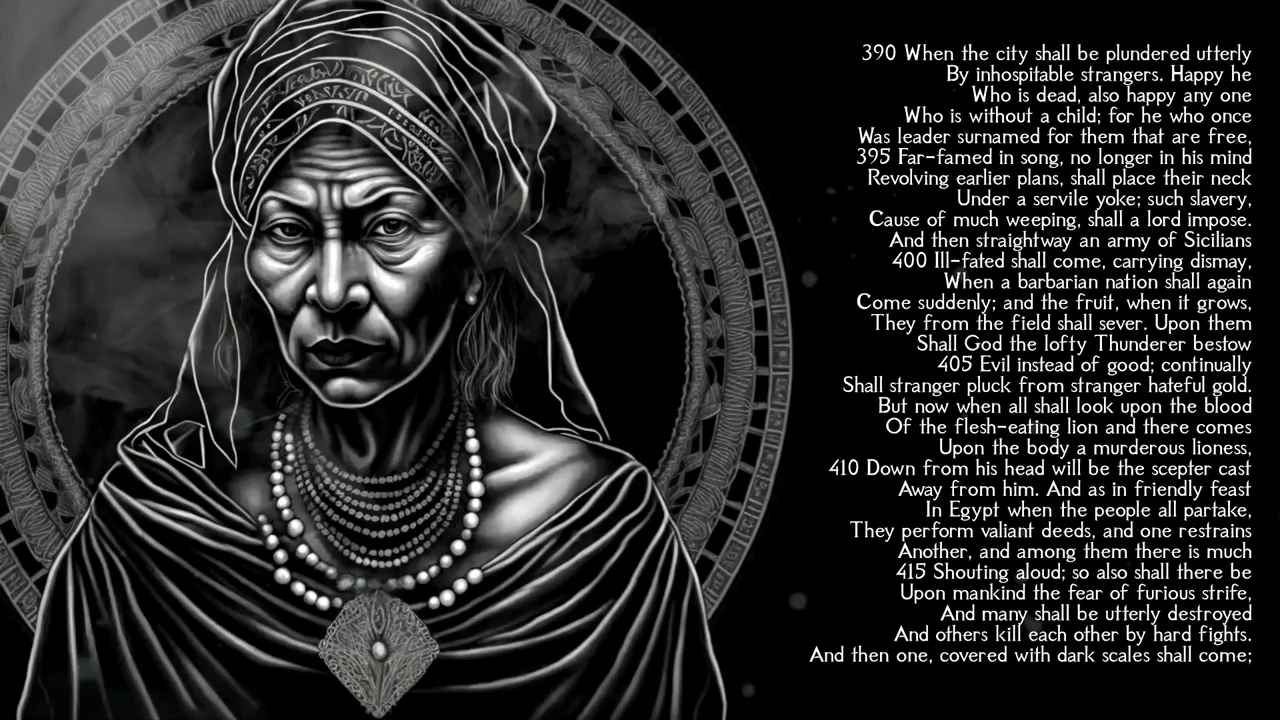 390 When the city shall be plundered utterly
By inhospitable strangers. Happy he
Who is dead, also happy any one
Who is without a child; for he who once
Was leader surnamed for them that are free,
395 Far-famed in song, no longer in his mind
Revolving earlier plans, shall place their neck
Under a servile yoke; such slavery,
Cause of much weeping, shall a lord impose.
And then straightway an army of Sicilians
400 Ill-fated shall come, carrying dismay,
When a barbarian nation shall again
Come suddenly; and the fruit, when it grows,
They from the field shall sever. Upon them
Shall God the lofty Thunderer bestow
405 Evil instead of good; continually
Shall stranger pluck from stranger hateful gold.
But now when all shall look upon the blood
Of the flesh-eating lion and there comes
Upon the body a murderous lioness,
410 Down from his head will be the scepter cast
Away from him. And as in friendly feast
In Egypt when the people all partake,
They perform valiant deeds, and one restrains
Another, and among them there is much
415 Shouting aloud; so also shall there be
Upon mankind the fear of furious strife,
And many shall be utterly destroyed
And others kill each other by hard fights.
And then one, covered with dark scales shall come;